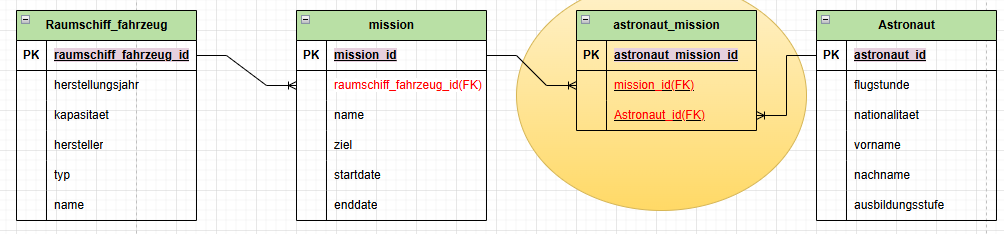 Raumschiff_fahrzeug
PK raumschiff_fahrzeug_id
herstellungsjahr
kapasitaet
hersteller
typ
name
mission
PK mission_id
raumschiff_fahrzeug_id(FK)
name
ziel
startdate
enddate
astronaut_mission
PK astronaut_mission_id
mission_id(FK)
Astronaut_id(FK)
Astronaut
PK astronaut_id
flugstunde
nationalitaet
vorname
nachname
ausbildungsstufe